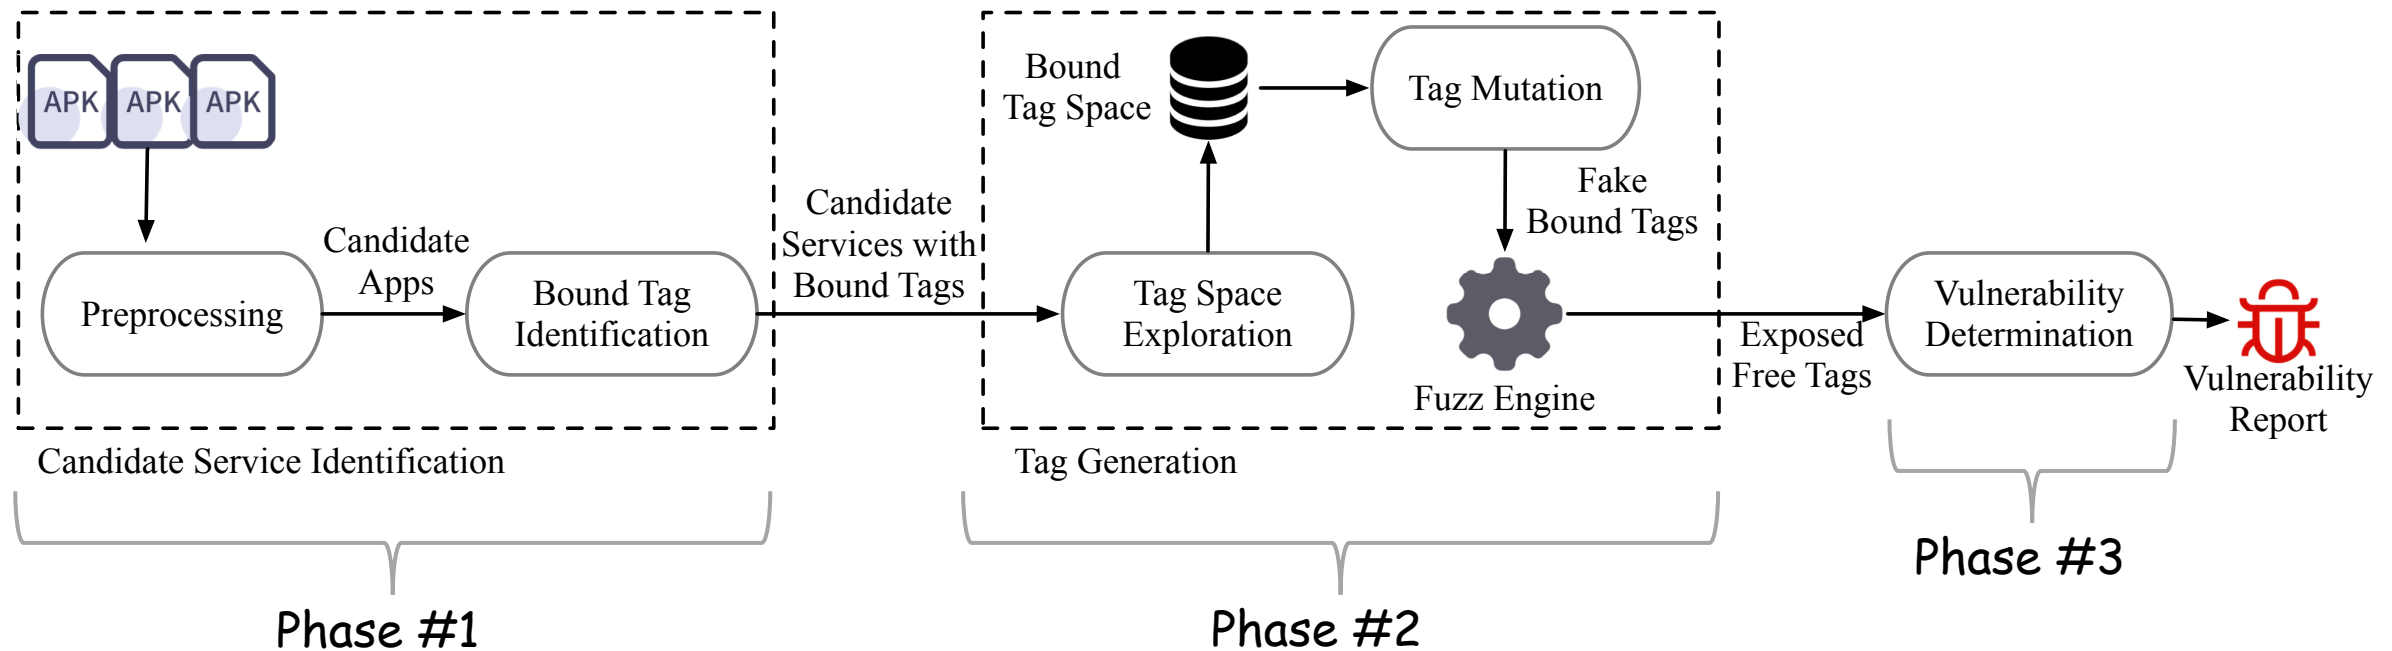 APK APK APK
Preprocessing
Candidate
Apps
Bound Tag
Identification
Candidate Service Identification
Phase #1
Candidate
Services with
Bound Tags
Bound
Tag Space
Tag Mutation
Fake
Bound Tags
Tag Space
Exploration
Fuzz Engine
Tag Generation
Phase #2
Exposed
Free Tags
Vulnerability
Determination
Phase #3
Vulnerability
Report